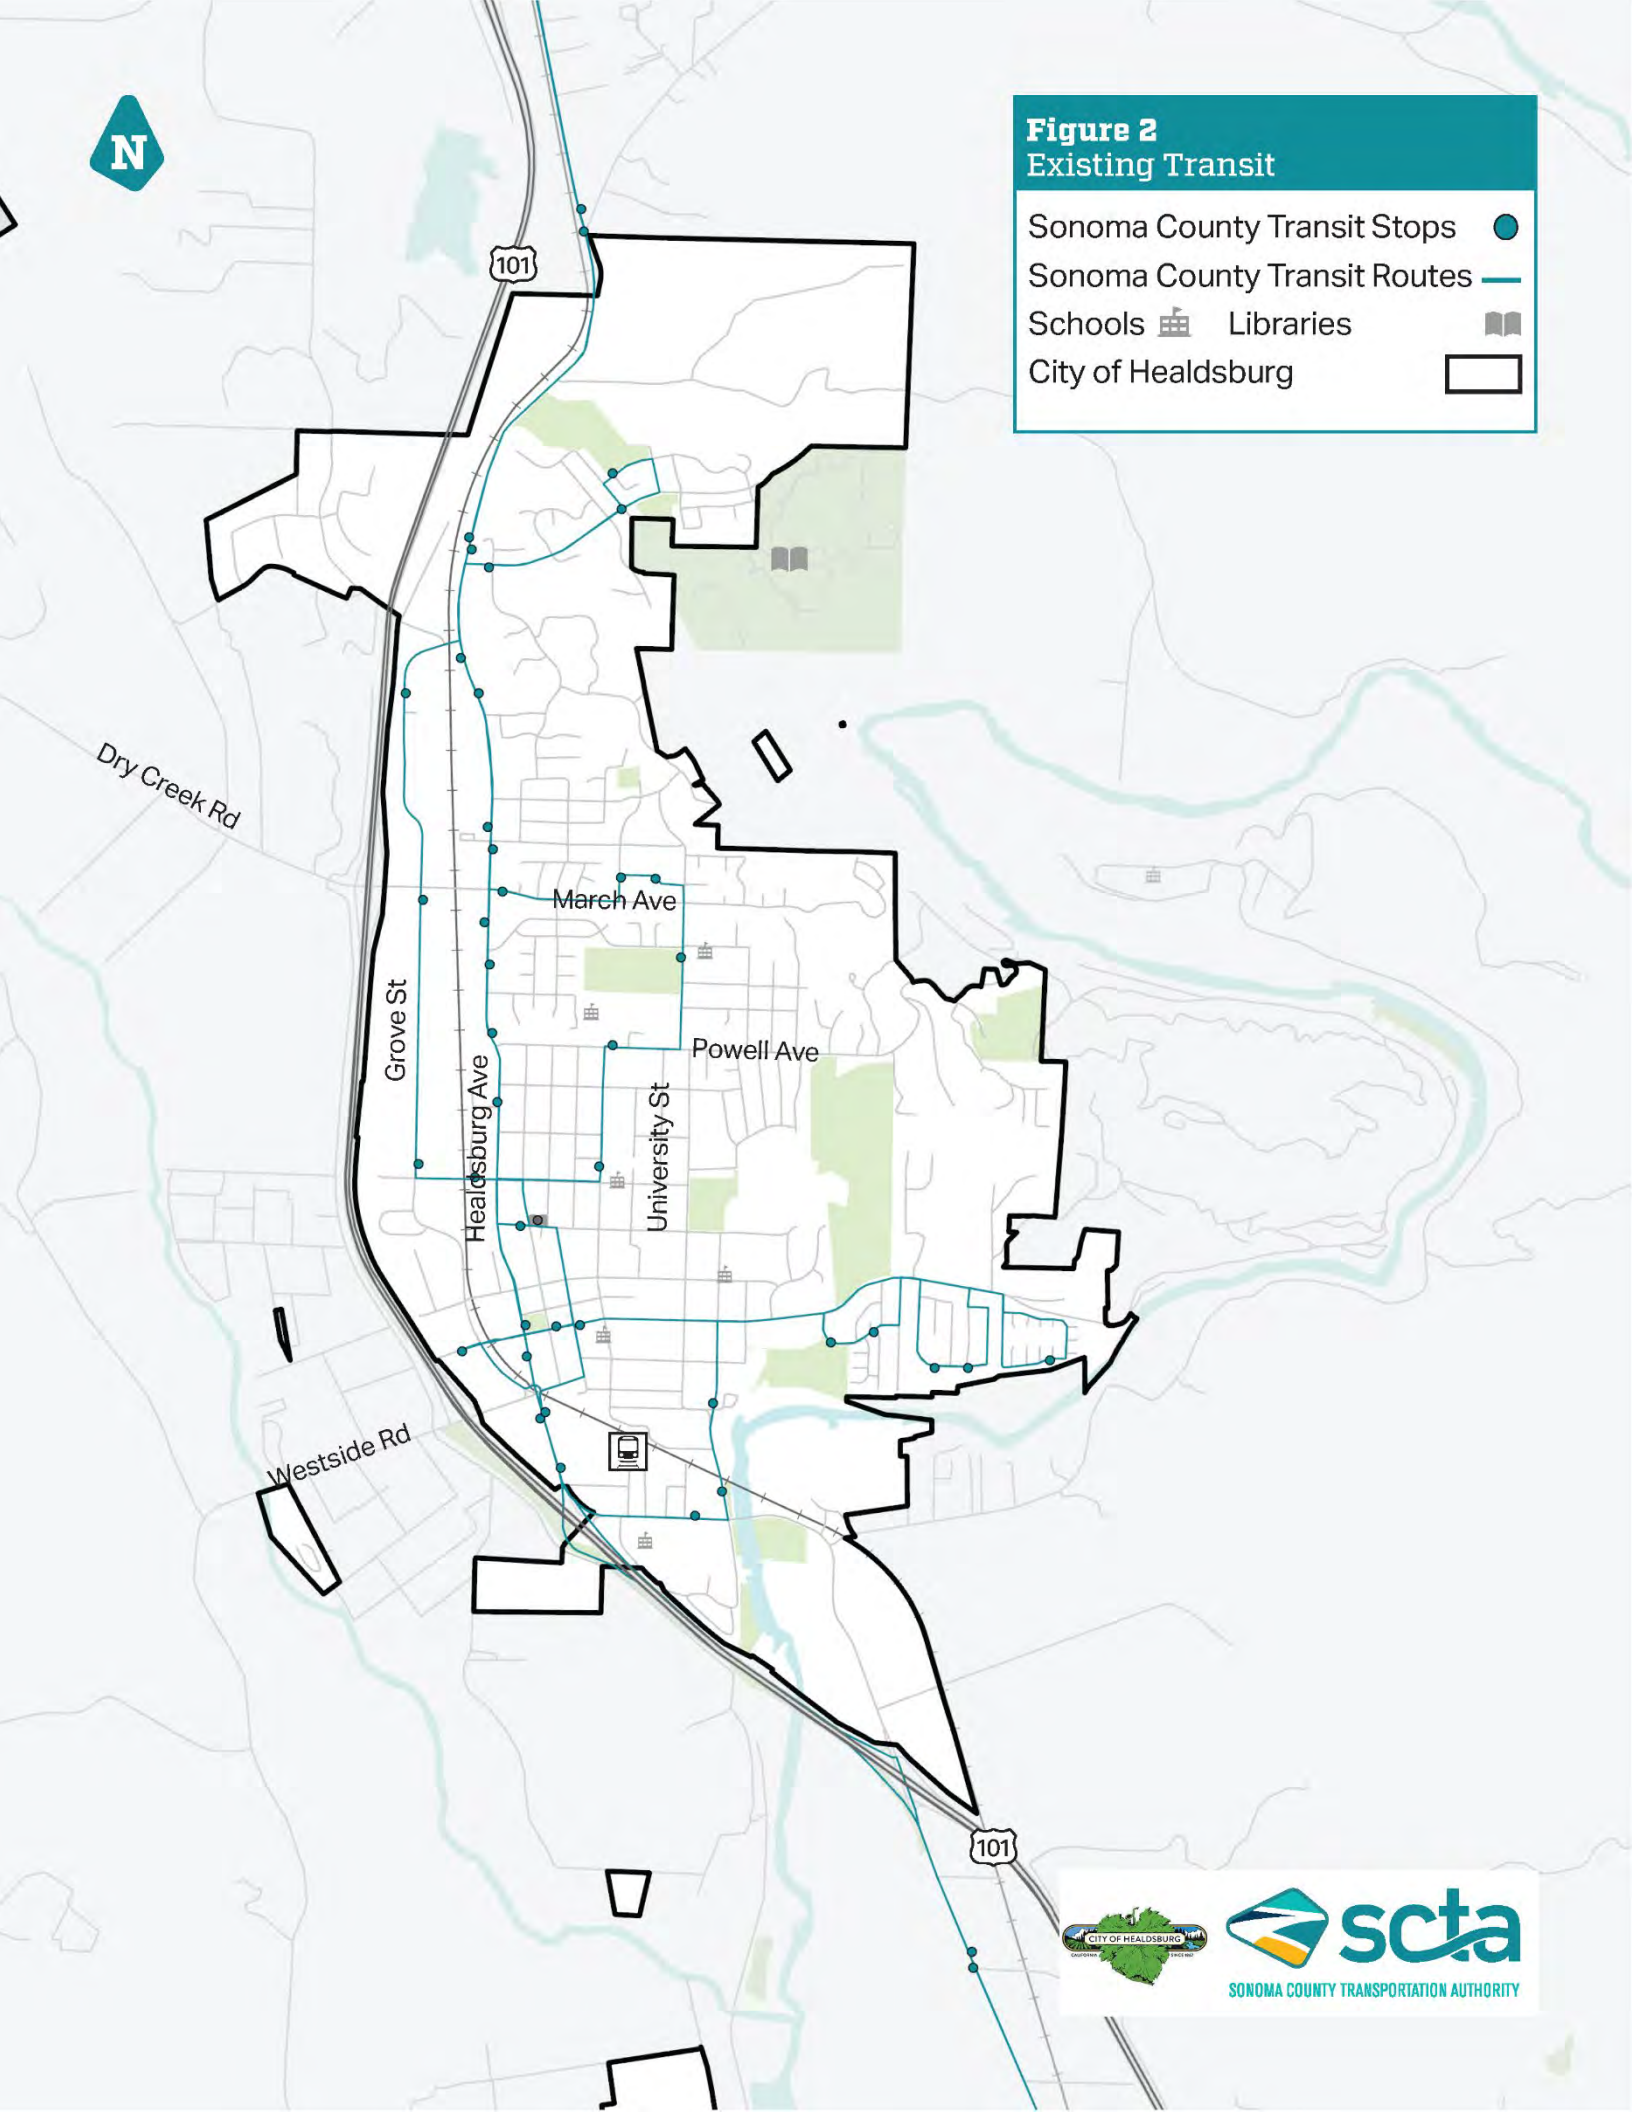 N
Figure 2
Existing Transit
Sonoma County Transit Stops
Sonoma County Transit Routes
Schools Libraries
City of Healdsburg
101
Dry Creek Rd
March Ave
Grove St
Powell Ave
Healdsburg Ave
University St
Westside Rd
101
CITY OF HEALDSBURG
CALIFORNIA
scta
SONOMA COUNTY TRANSPORTATION AUTHORITY